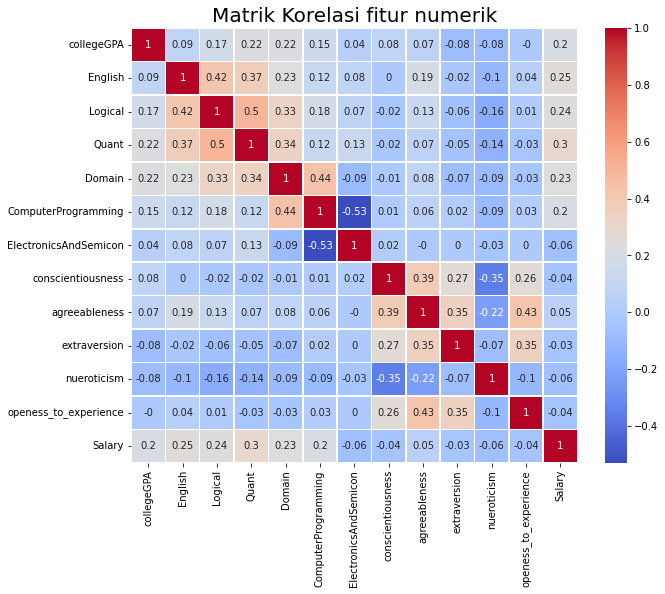 Matrik Korelasi fitur numerik
collegeGPA 1 0.09 0.17 0.22 0.22 0.15 0.04 0.08 0.07 -0.08 -0.08 -0 0.2
English 0.09 1 0.42 0.37 0.23 0.12 0.08 0 0.19 -0.02 -0.1 0.04 0.25
Logical 0.17 0.42 1 0.5 0.33 0.18 0.07 -0.02 0.13 -0.06 -0.16 0.01 0.24
Quant 0.22 0.37 0.5 1 0.34 0.12 0.13 -0.02 0.07 -0.05 -0.14 -0.03 0.3
Domain 0.22 0.23 0.33 0.34 1 0.44 -0.09 -0.01 0.08 -0.07 -0.09 -0.03 0.23
ComputerProgramming 0.15 0.12 0.18 0.12 0.44 1 -0.53 0.01 0.06 0.02 -0.09 0.03 0.2
ElectronicsAndSemicon 0.04 0.08 0.07 0.13 -0.09 -0.53 1 0.02 -0 0 -0.03 0 -0.06
conscientiousness 0.08 0 -0.02 -0.02 -0.01 0.01 0.02 1 0.39 0.27 -0.35 0.26 -0.04
agreeableness 0.07 0.19 0.13 0.07 0.08 0.06 -0 0.39 1 0.35 -0.22 0.43 0.05
extraversion -0.08 -0.02 -0.06 -0.05 -0.07 0.02 0 0.27 0.35 1 -0.07 0.35 -0.03
nueroticism -0.08 -0.1 -0.16 -0.14 -0.09 -0.09 -0.03 -0.35 -0.22 -0.07 1 -0.1 -0.06
openess_to_experience -0 0.04 0.01 -0.03 -0.03 0.03 0 0.26 0.43 0.35 -0.1 1 -0.04
Salary 0.2 0.25 0.24 0.3 0.23 0.2 -0.06 -0.04 0.05 -0.03 -0.06 -0.04 1
collegeGPA
English
Logical
Quant
Domain
ComputerProgramming
ElectronicsAndSemicon
conscientiousness
agreeableness
extraversion
nueroticism
openess_to_experience
Salary
1.0
0.8
0.6
0.4
0.2
0.0
−0.2
−0.4